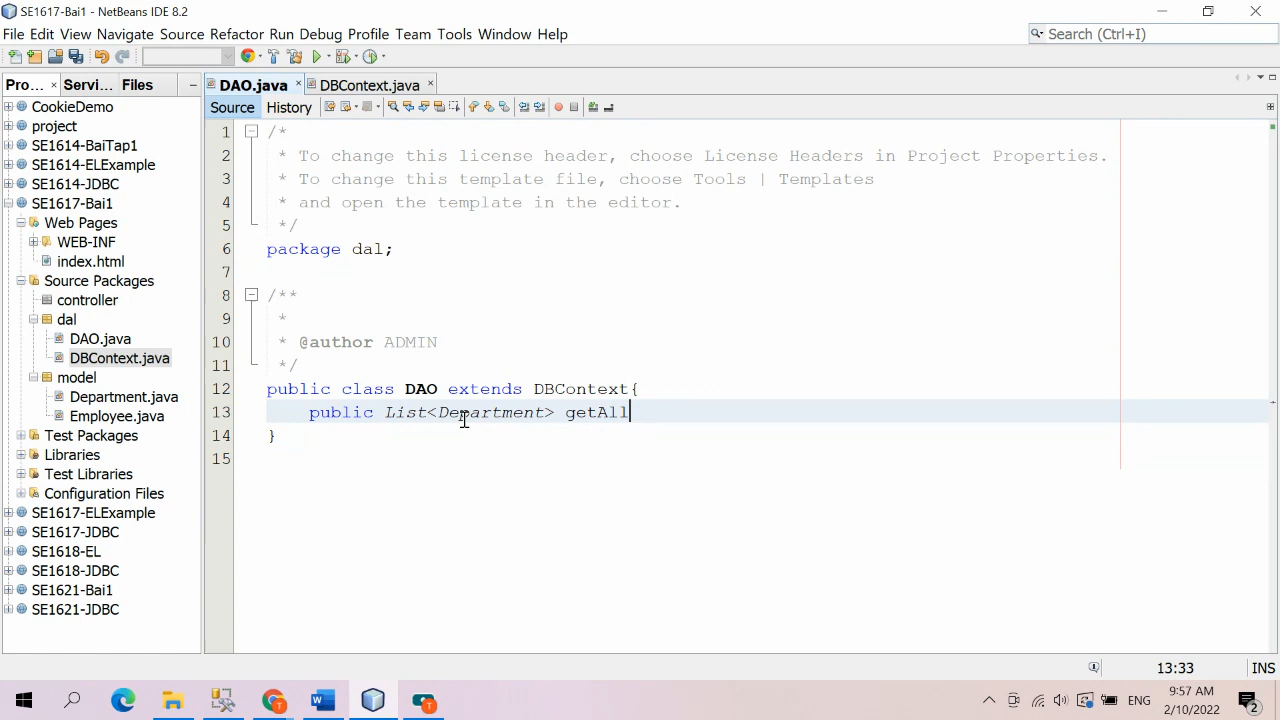 SE1617-Bai1 - NetBeans IDE 8.2
File Edit View Navigate Source Refactor Run Debug Profile Team Tools Window Help
Search (Ctrl+I)
Pro... × Servi... Files
DAO.java
DBContext.java
Source
History
CookieDemo
project
SE1614-BaiTap1
SE1614-ELExample
SE1614-JDBC
SE1617-Bai1
Web Pages
WEB-INF
index.html
Source Packages
controller
dal
DAO.java
DBContext.java
model
Department.java
Employee.java
Test Packages
Libraries
Test Libraries
Configuration Files
SE1617-ELExample
SE1617-JDBC
SE1618-EL
SE1618-JDBC
SE1621-Bai1
SE1621-JDBC
1 /*
2 * To change this license header, choose License Headers in Project Properties.
3 * To change this template file, choose Tools | Templates
4 * and open the template in the editor.
5 */
6 package dal;
7
8 /**
9 *
10 * @author ADMIN
11 */
12 public class DAO extends DBContext{
13 public List<Department> getAll
14 }
15
13:33
INS
ENG
9:57 AM
2/10/2022
2